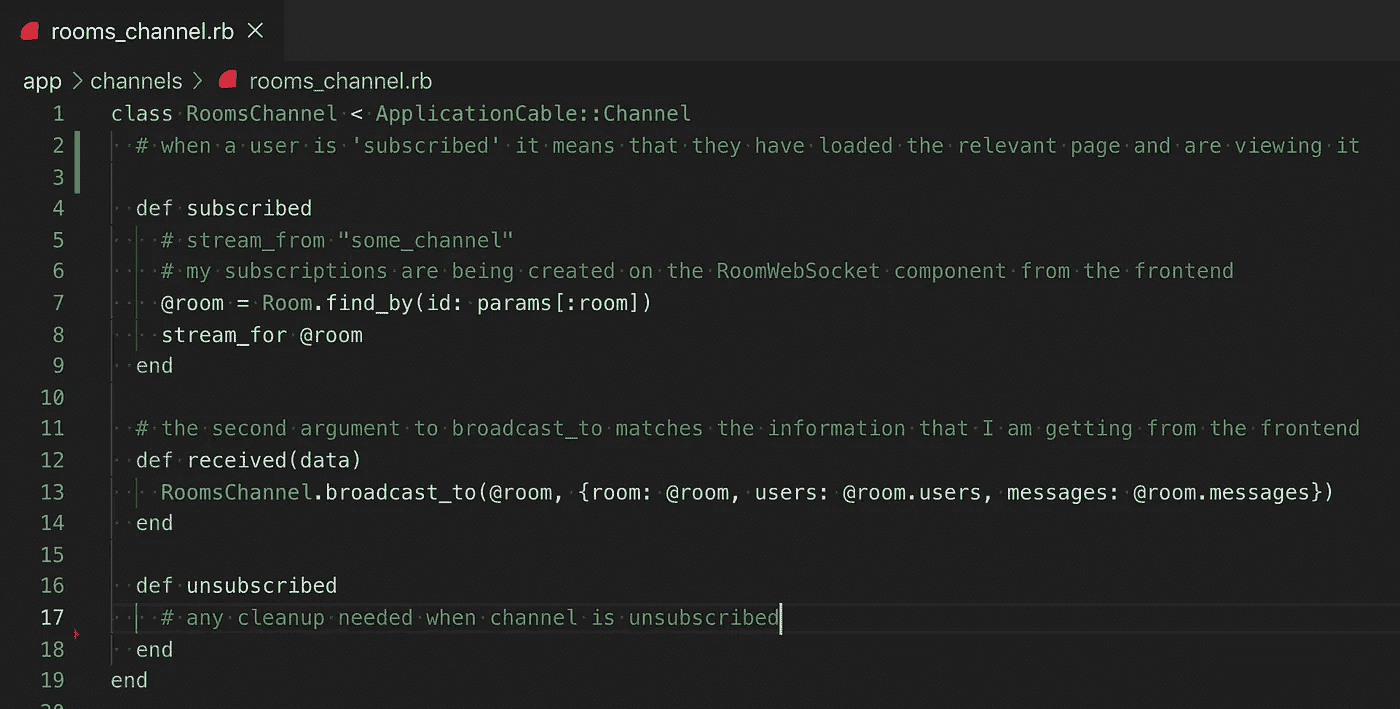 rooms_channel.rb
app > channels > rooms_channel.rb
1 class RoomsChannel < ApplicationCable::Channel
2 # when a user is 'subscribed' it means that they have loaded the relevant page and are viewing it
3
4 def subscribed
5 # stream_from "some_channel"
6 # my subscriptions are being created on the RoomWebSocket component from the frontend
7 @room = Room.find_by(id: params[:room])
8 stream_for @room
9 end
10
11 # the second argument to broadcast_to matches the information that I am getting from the frontend
12 def received(data)
13 RoomsChannel.broadcast_to(@room, {room: @room, users: @room.users, messages: @room.messages})
14 end
15
16 def unsubscribed
17 # any cleanup needed when channel is unsubscribed
18 end
19 end